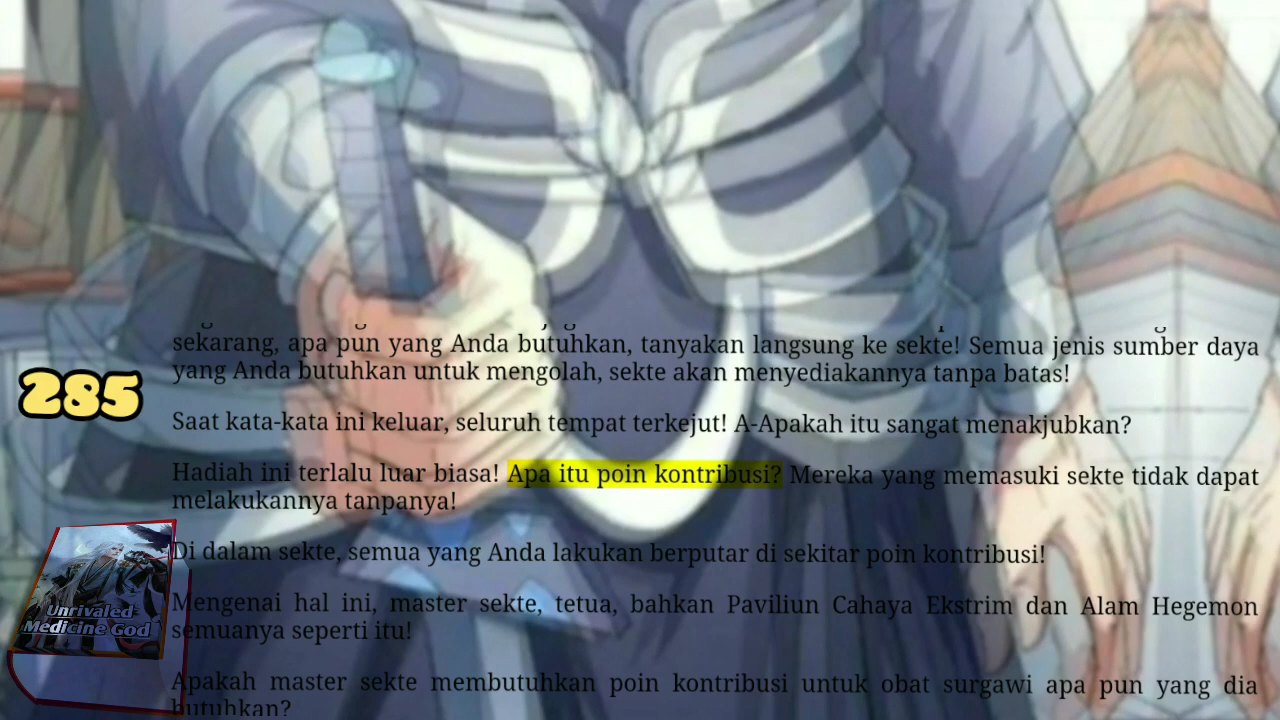 sekarang, apa pun yang Anda butuhkan, tanyakan langsung ke sekte! Semua jenis sumber daya
yang Anda butuhkan untuk mengolah, sekte akan menyediakannya tanpa batas!
285
Saat kata-kata ini keluar, seluruh tempat terkejut! A-Apakah itu sangat menakjubkan?
Hadiah ini terlalu luar biasa! Apa itu poin kontribusi? Mereka yang memasuki sekte tidak dapat
melakukannya tanpanya!
Di dalam sekte, semua yang Anda lakukan berputar di sekitar poin kontribusi!
Unrivaled
Medicine God
Mengenai hal ini, master sekte, tetua, bahkan Paviliun Cahaya Ekstrim dan Alam Hegemon
semuanya seperti itu!
Apakah master sekte membutuhkan poin kontribusi untuk obat surgawi apa pun yang dia
butuhkan?